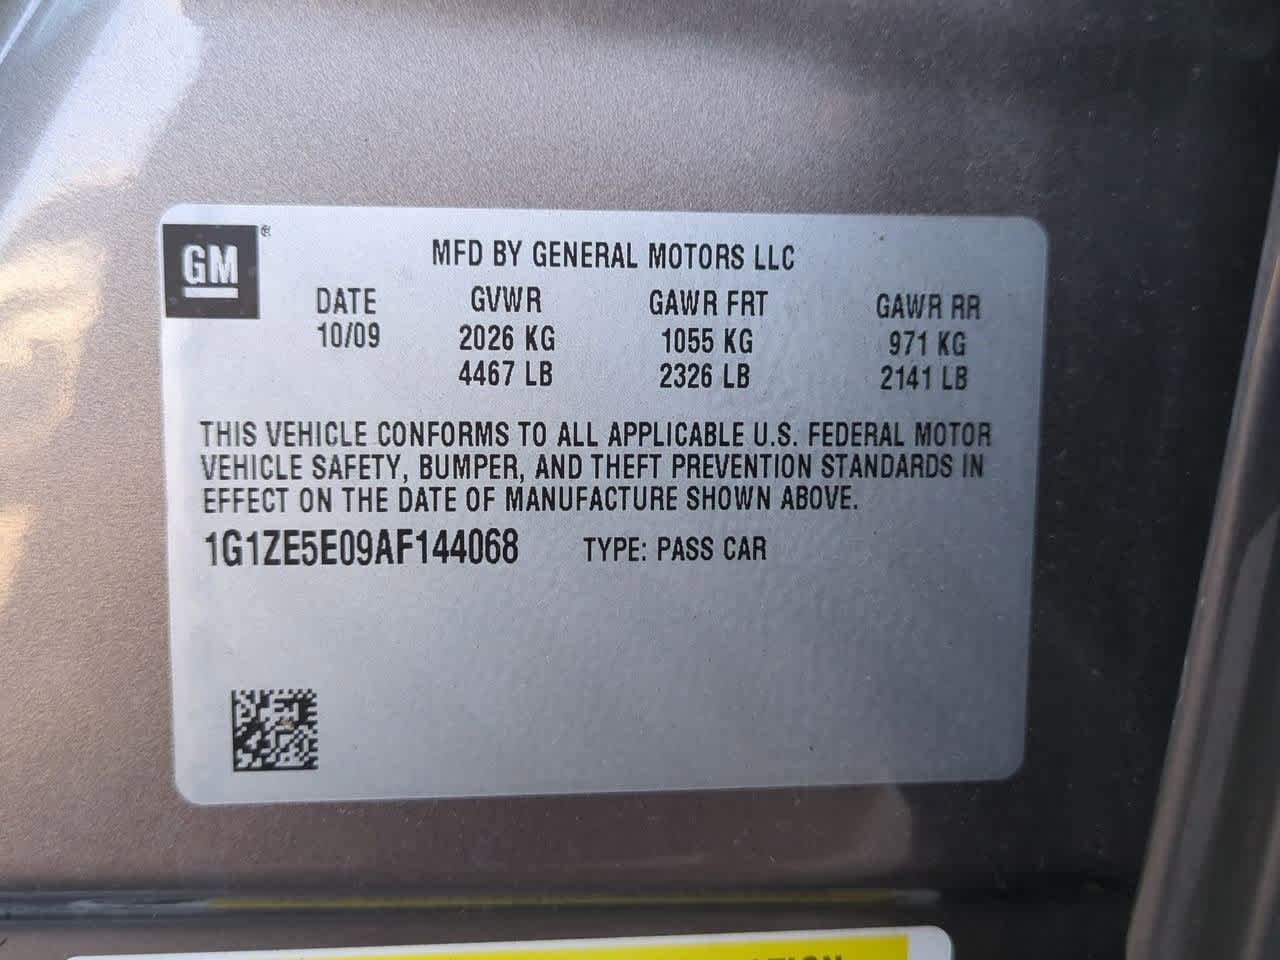 GM®
MFD BY GENERAL MOTORS LLC
DATE GVWR GAWR FRT GAWR RR
10/09 2026 KG 1055 KG 971 KG
4467 LB 2326 LB 2141 LB
THIS VEHICLE CONFORMS TO ALL APPLICABLE U.S. FEDERAL MOTOR
VEHICLE SAFETY, BUMPER, AND THEFT PREVENTION STANDARDS IN
EFFECT ON THE DATE OF MANUFACTURE SHOWN ABOVE.
1G1ZE5E09AF144068 TYPE: PASS CAR